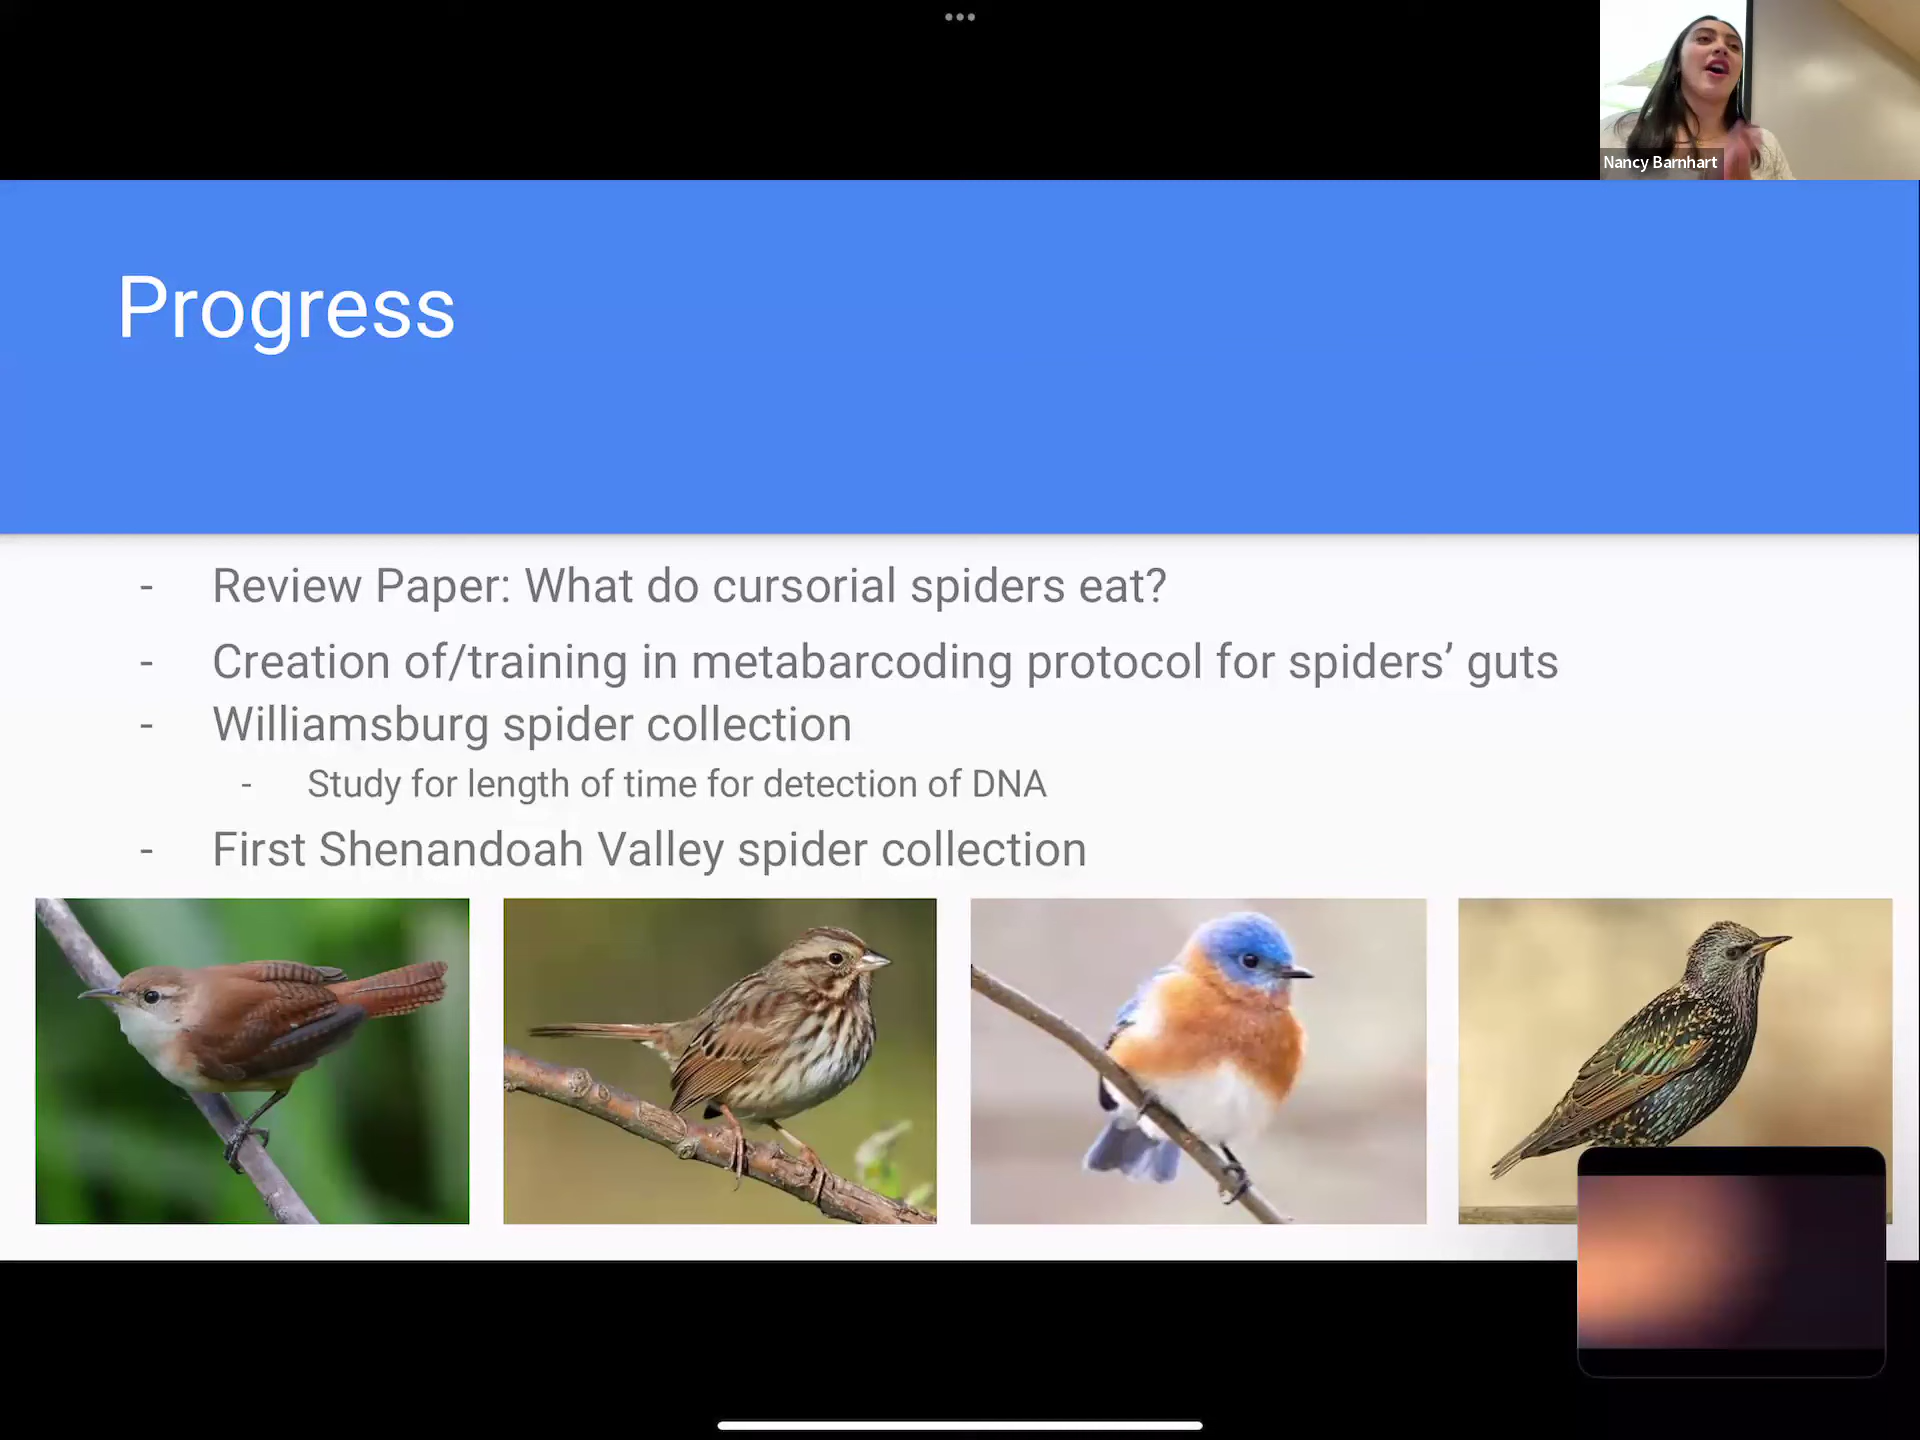 Nancy Barnhart
Progress
- Review Paper: What do cursorial spiders eat?
- Creation of/training in metabarcoding protocol for spiders’ guts
- Williamsburg spider collection
- Study for length of time for detection of DNA
- First Shenandoah Valley spider collection